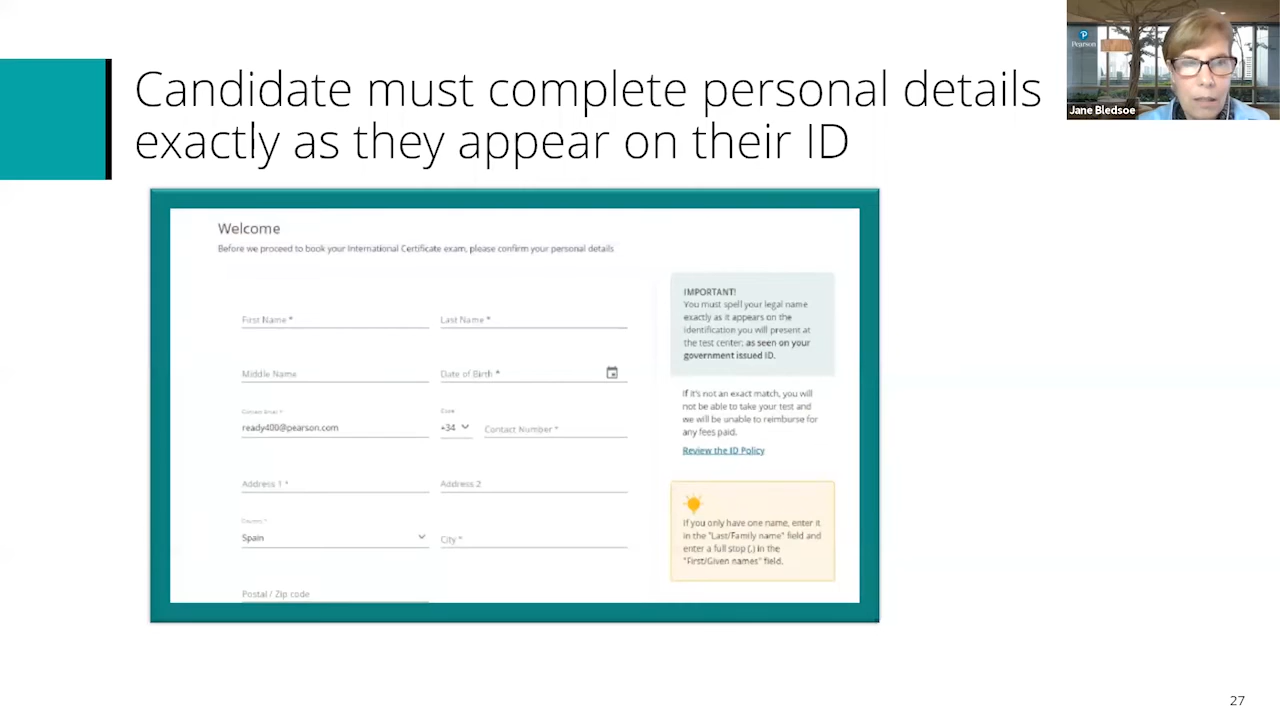 Candidate must complete personal details
exactly as they appear on their ID
Pearson
Jane Bledsoe
Welcome
Before we proceed to book your International Certificate exam, please confirm your personal details
First Name *
Last Name *
Middle Name
Date of Birth *
Contact Email *
ready400@pearson.com
Code
+34
Contact Number *
Address 1 *
Address 2
Country *
Spain
City *
Postal / Zip code
IMPORTANT!
You must spell your legal name
exactly as it appears on the
identification you will present at
the test center; as seen on your
government issued ID.
If it's not an exact match, you will
not be able to take your test and
we will be unable to reimburse for
any fees paid.
Review the ID Policy
If you only have one name, enter it
in the "Last/Family name" field and
enter a full stop (.) in the
"First/Given names" field.
27